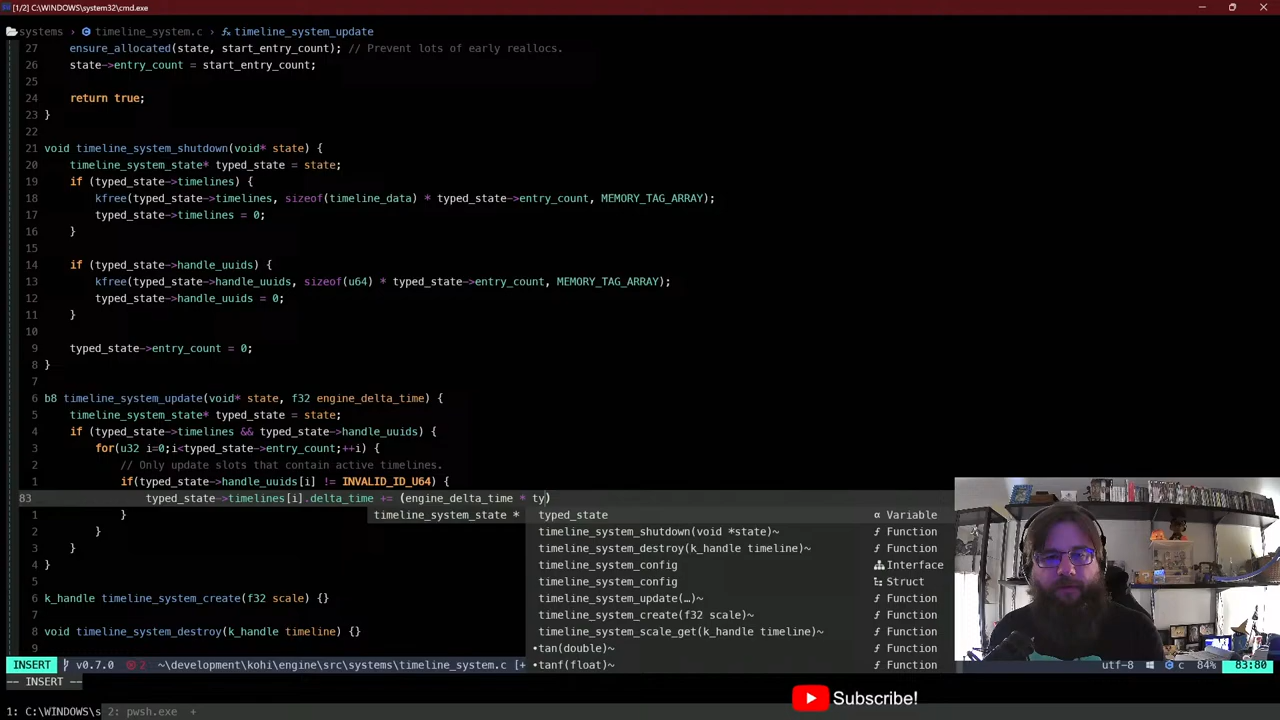 [1/2] C:\WINDOWS\system32\cmd.exe
systems > C timeline_system.c > fx timeline_system_update
27 ensure_allocated(state, start_entry_count); // Prevent lots of early reallocs.
26 state->entry_count = start_entry_count;
25
24 return true;
23 }
22
21 void timeline_system_shutdown(void* state) {
20 timeline_system_state* typed_state = state;
19 if (typed_state->timelines) {
18 kfree(typed_state->timelines, sizeof(timeline_data) * typed_state->entry_count, MEMORY_TAG_ARRAY);
17 typed_state->timelines = 0;
16 }
15
14 if (typed_state->handle_uuids) {
13 kfree(typed_state->handle_uuids, sizeof(u64) * typed_state->entry_count, MEMORY_TAG_ARRAY);
12 typed_state->handle_uuids = 0;
11 }
10
9 typed_state->entry_count = 0;
8 }
7
6 b8 timeline_system_update(void* state, f32 engine_delta_time) {
5 timeline_system_state* typed_state = state;
4 if (typed_state->timelines && typed_state->handle_uuids) {
3 for(u32 i=0;i<typed_state->entry_count;++i) {
2 // Only update slots that contain active timelines.
1 if(typed_state->handle_uuids[i] != INVALID_ID_U64) {
83 typed_state->timelines[i].delta_time += (engine_delta_time * ty)
1 } timeline_system_state * typed_state α Variable
2 } timeline_system_shutdown(void *state)~ ƒ Function
3 } timeline_system_destroy(k_handle timeline)~ ƒ Function
4 } timeline_system_config Interface
5 timeline_system_config Struct
6 k_handle timeline_system_create(f32 scale) {} timeline_system_update(…)~ ƒ Function
7 timeline_system_create(f32 scale)~ ƒ Function
8 void timeline_system_destroy(k_handle timeline) {} timeline_system_scale_get(k_handle timeline)~ ƒ Function
9 •tan(double)~ ƒ Function
INSERT v0.7.0 2 ~\development\kohi\engine\src\systems\timeline_system.c [+ •tanf(float)~ ƒ Function utf-8 C c 84% 83:80
-- INSERT --
Subscribe!
1: C:\WINDOWS\s 2: pwsh.exe +